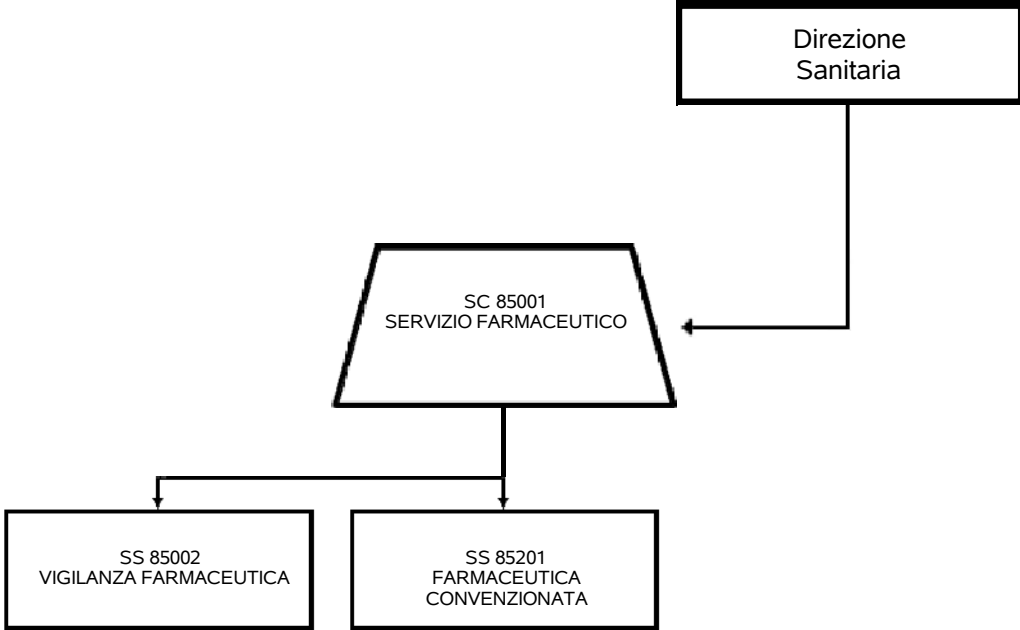 Direzione
Sanitaria
SC 85001
SERVIZIO FARMACEUTICO
SS 85002
VIGILANZA FARMACEUTICA
SS 85201
FARMACEUTICA
CONVENZIONATA